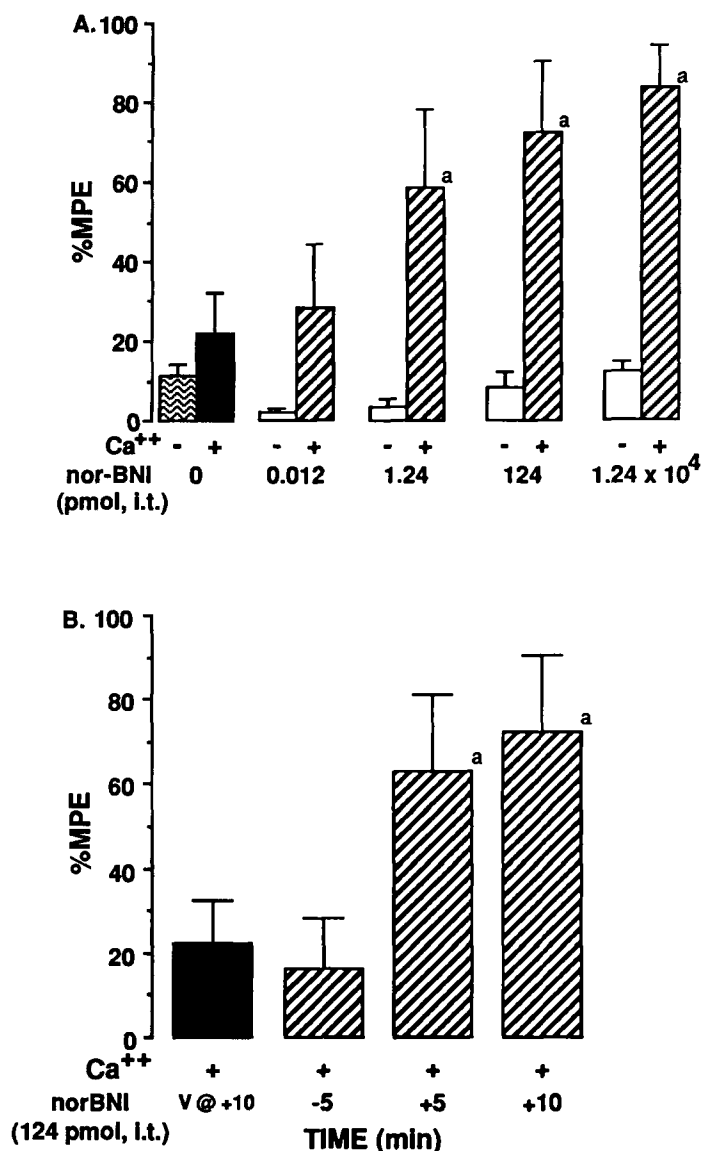 A. 100
80
60
40
20
0
%MPE
a
a
a
Ca++ - + - + - + - + - +
nor-BNI 0 0.012 1.24 124 1.24 x 10^4
(pmol, i.t.)
B. 100
80
60
40
20
0
%MPE
a
a
Ca++ + + + +
norBNI V @ +10 -5 +5 +10
(124 pmol, i.t.) TIME (min)